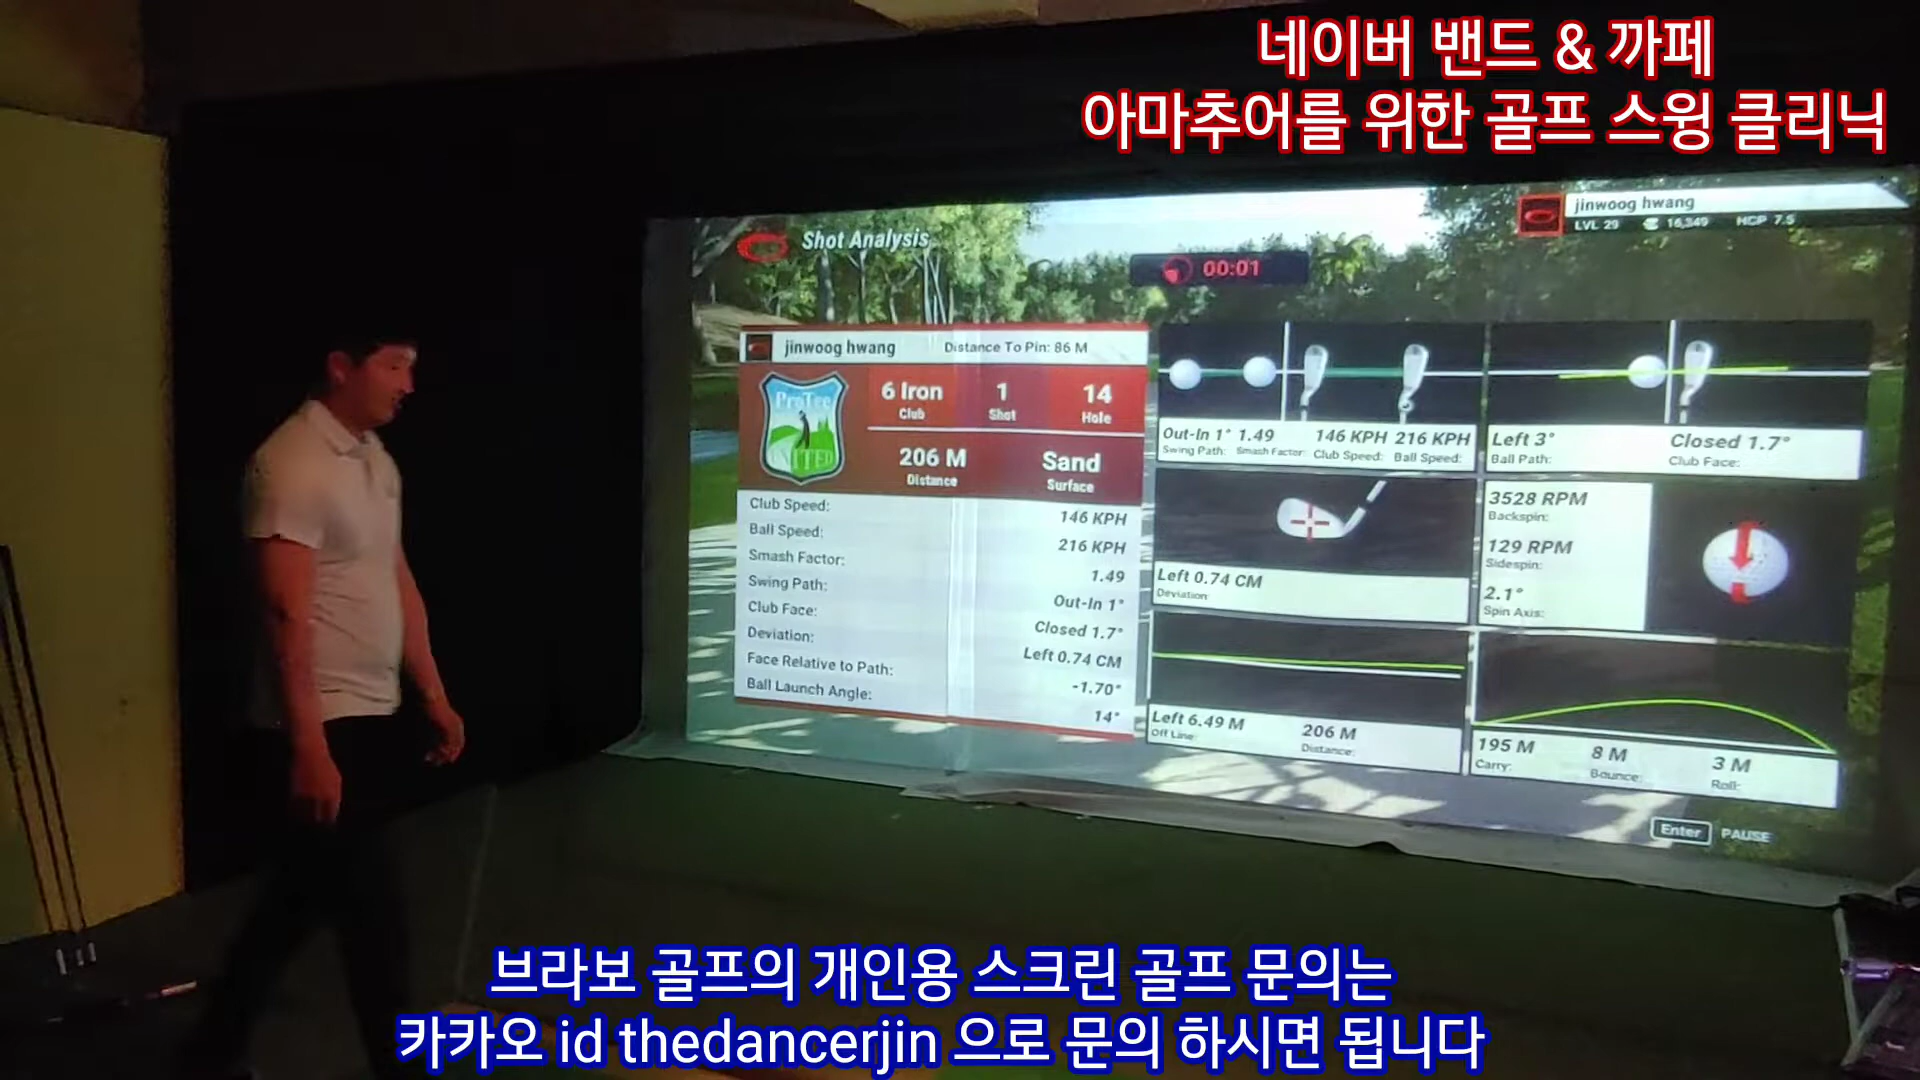 네이버 밴드 & 까페
아마추어를 위한 골프 스윙 클리닉
jinwoog hwang
LVL 29 16,349 HCP 7.5
Shot Analysis
00:01
jinwoog hwang Distance To Pin: 86 M
ProTee
UNITED
6 Iron 1 14
Club Shot Hole
206 M Sand
Distance Surface
Club Speed: 146 KPH
Ball Speed: 216 KPH
Smash Factor: 1.49
Swing Path: Out-In 1°
Club Face: Closed 1.7°
Deviation: Left 0.74 CM
Face Relative to Path: -1.70°
Ball Launch Angle: 14°
Out-In 1° 1.49 146 KPH 216 KPH
Swing Path: Smash Factor: Club Speed: Ball Speed:
Left 3° Closed 1.7°
Ball Path: Club Face:
Left 0.74 CM
Deviation:
3528 RPM
Backspin:
129 RPM
Sidespin:
2.1°
Spin Axis:
Left 6.49 M 206 M
Off Line: Distance:
195 M 8 M 3 M
Carry: Bounce: Roll:
Enter PAUSE
브라보 골프의 개인용 스크린 골프 문의는
카카오 id thedancerjin 으로 문의 하시면 됩니다